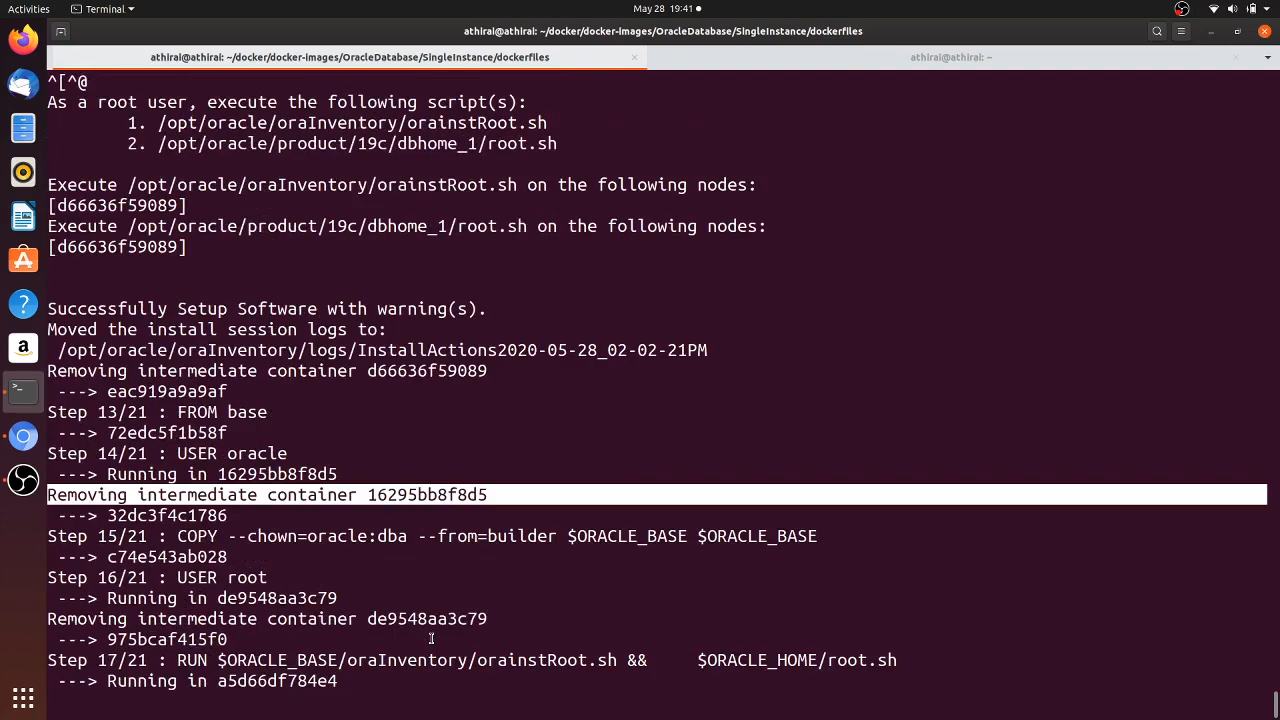 Activities
Terminal
May 28 19:41
athirai@athirai: ~/docker/docker-images/OracleDatabase/SingleInstance/dockerfiles
athirai@athirai: ~/docker/docker-images/OracleDatabase/SingleInstance/dockerfiles
athirai@athirai: ~
^[^@
As a root user, execute the following script(s):
1. /opt/oracle/oraInventory/orainstRoot.sh
2. /opt/oracle/product/19c/dbhome_1/root.sh
Execute /opt/oracle/oraInventory/orainstRoot.sh on the following nodes:
[d66636f59089]
Execute /opt/oracle/product/19c/dbhome_1/root.sh on the following nodes:
[d66636f59089]
Successfully Setup Software with warning(s).
Moved the install session logs to:
/opt/oracle/oraInventory/logs/InstallActions2020-05-28_02-02-21PM
Removing intermediate container d66636f59089
---> eac919a9a9af
Step 13/21 : FROM base
---> 72edc5f1b58f
Step 14/21 : USER oracle
---> Running in 16295bb8f8d5
Removing intermediate container 16295bb8f8d5
---> 32dc3f4c1786
Step 15/21 : COPY --chown=oracle:dba --from=builder $ORACLE_BASE $ORACLE_BASE
---> c74e543ab028
Step 16/21 : USER root
---> Running in de9548aa3c79
Removing intermediate container de9548aa3c79
---> 975bcaf415f0
Step 17/21 : RUN $ORACLE_BASE/oraInventory/orainstRoot.sh &&     $ORACLE_HOME/root.sh
---> Running in a5d66df784e4